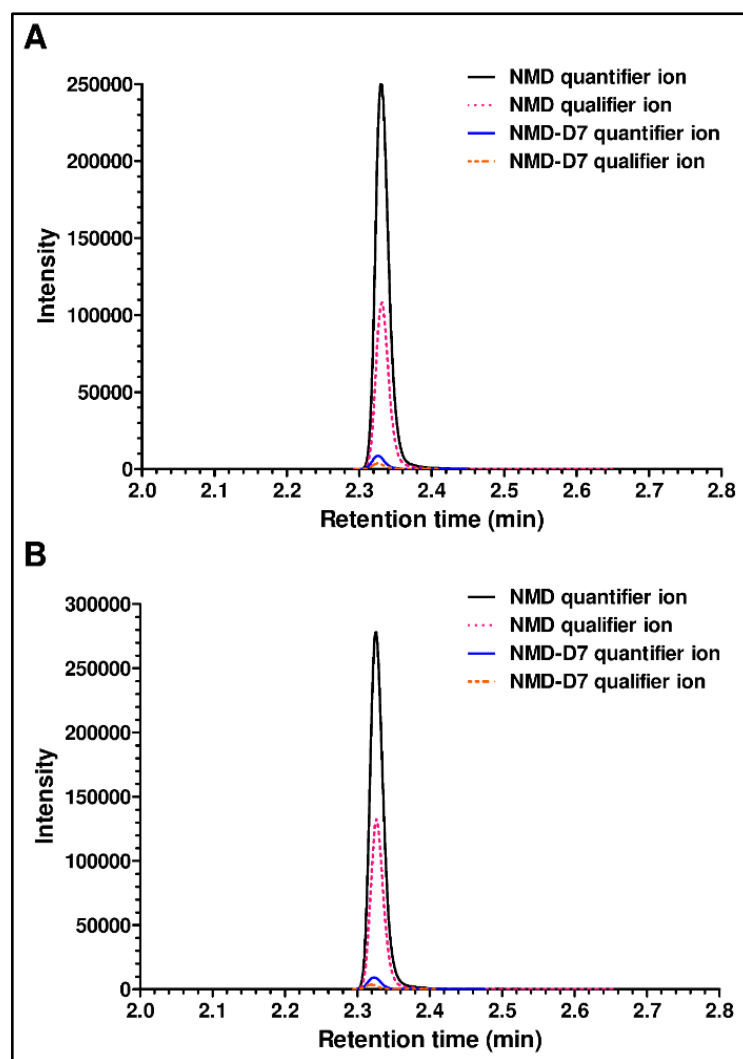 A
250000
200000
150000
100000
50000
0
Intensity
NMD quantifier ion
NMD qualifier ion
NMD-D7 quantifier ion
NMD-D7 qualifier ion
2.0 2.1 2.2 2.3 2.4 2.5 2.6 2.7 2.8
Retention time (min)
B
300000
250000
200000
150000
100000
50000
0
Intensity
NMD quantifier ion
NMD qualifier ion
NMD-D7 quantifier ion
NMD-D7 qualifier ion
2.0 2.1 2.2 2.3 2.4 2.5 2.6 2.7 2.8
Retention time (min)